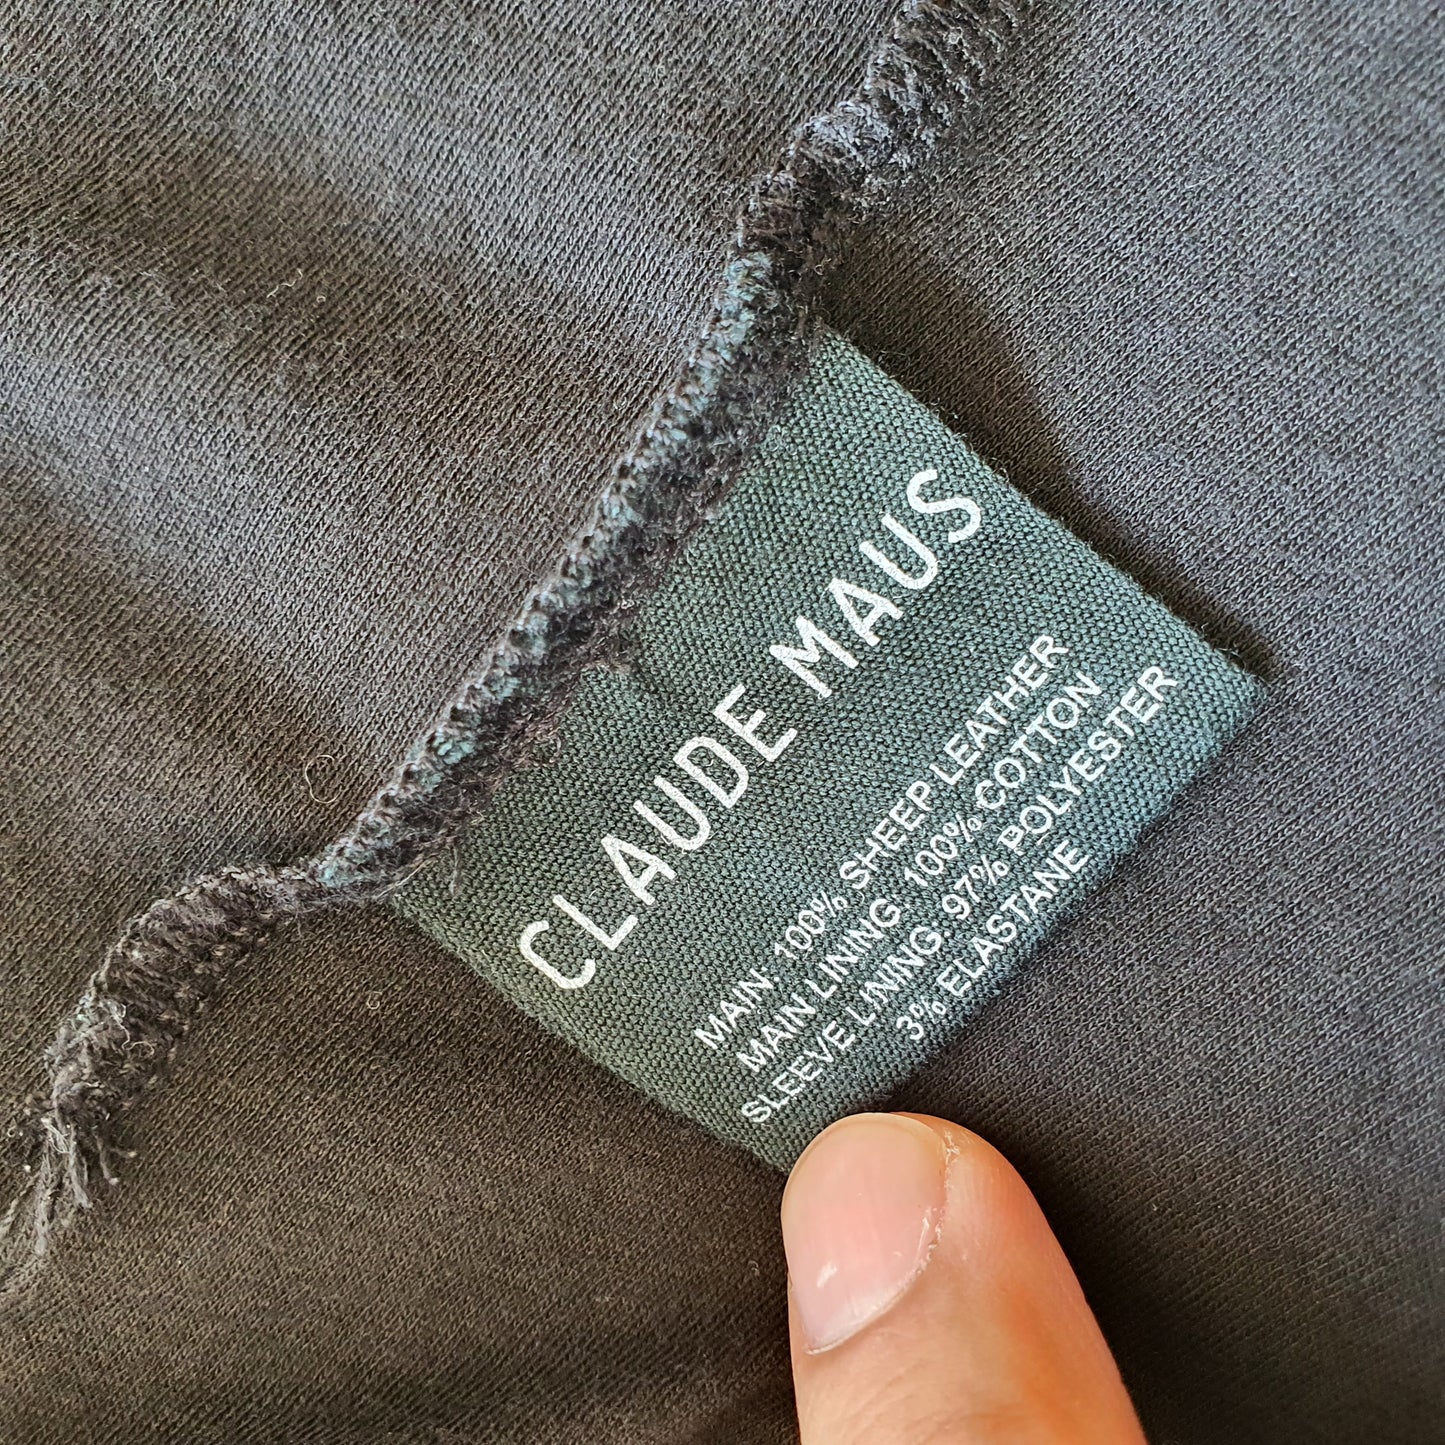 CLAUDE MAUS
MAIN: 100% SHEEP LEATHER
MAIN LINING 100% COTTON
SLEEVE LINING: 97% POLYESTER
3% ELASTANE